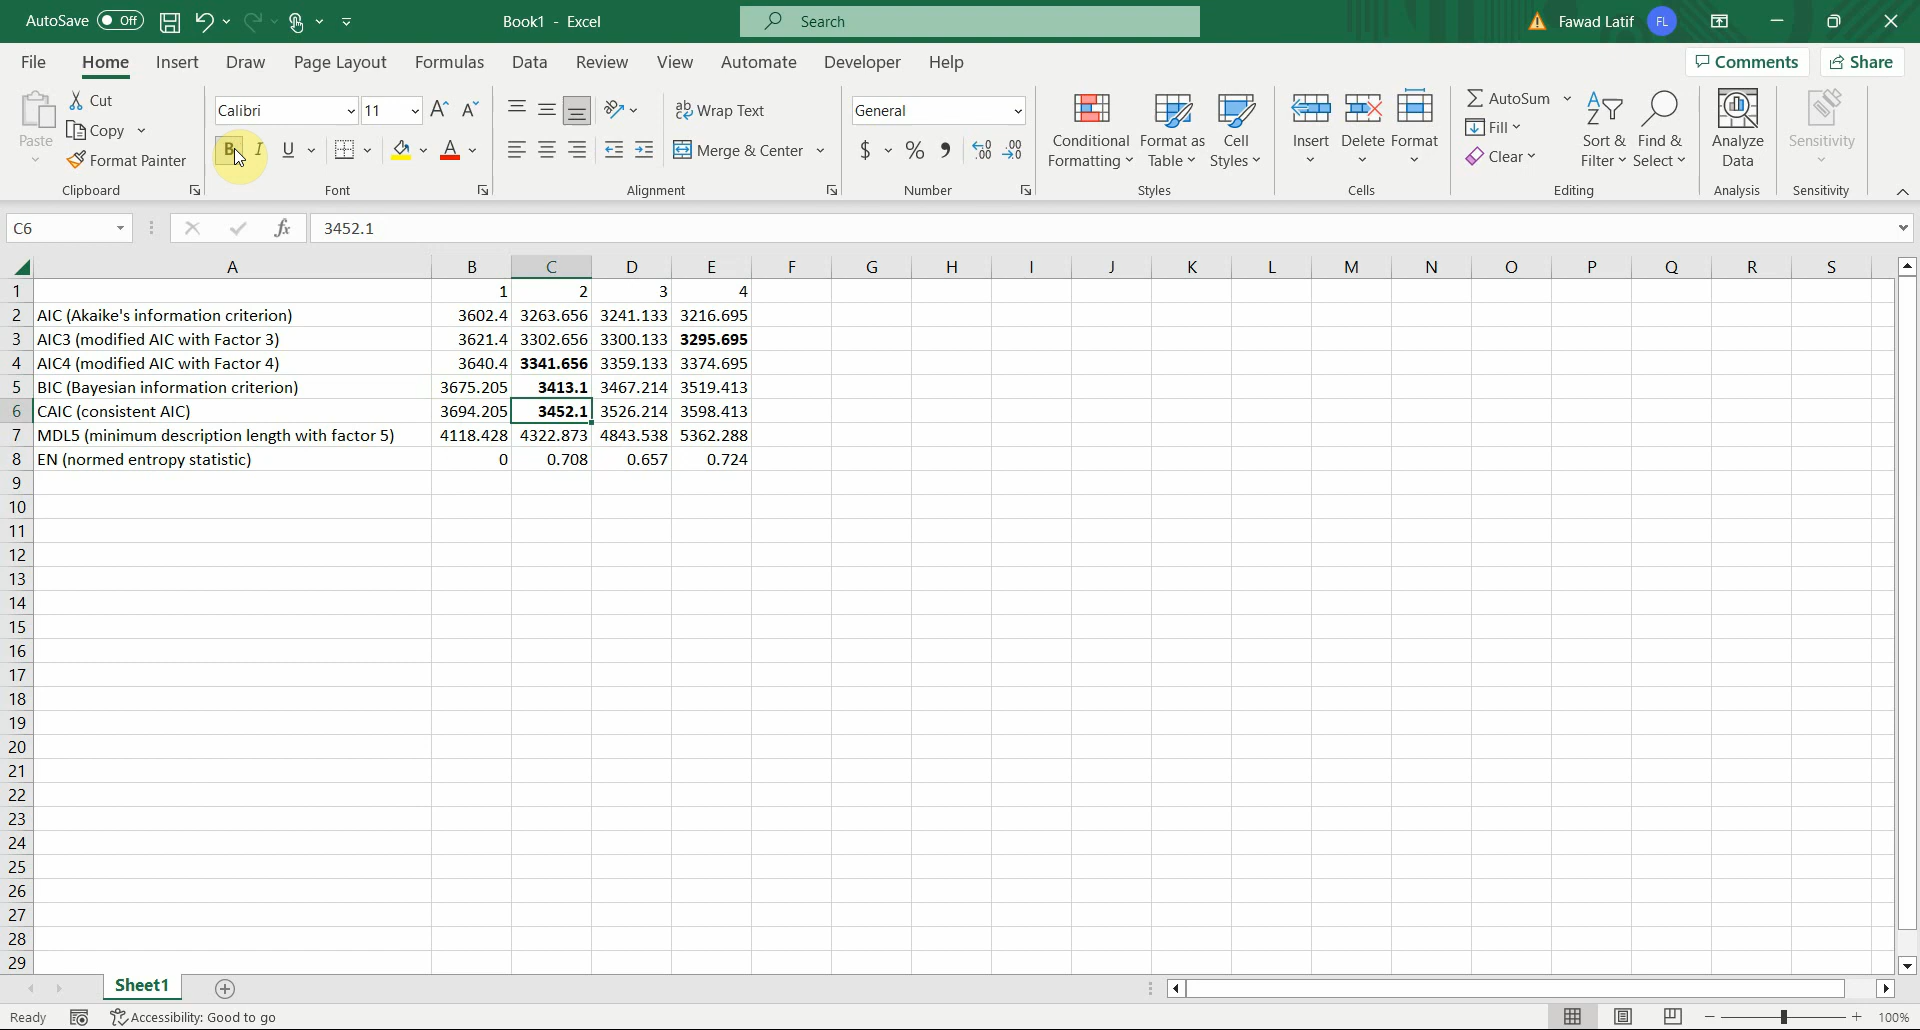 AutoSave Off Book1 - Excel Search Fawad Latif FL
File Home Insert Draw Page Layout Formulas Data Review View Automate Developer Help Comments Share
Paste Cut Copy Format Painter Clipboard
Calibri 11 B I U Font
Wrap Text Merge & Center Alignment
General $ % Number
Conditional Formatting Format as Table Cell Styles Styles
Insert Delete Format Cells
AutoSum Fill Clear Sort & Filter Find & Select Editing
Analyze Data Analysis
Sensitivity Sensitivity
C6 fx 3452.1
A B C D E F G H I J K L M N O P Q R S
1 1 2 3 4
2 AIC (Akaike's information criterion) 3602.4 3263.656 3241.133 3216.695
3 AIC3 (modified AIC with Factor 3) 3621.4 3302.656 3300.133 3295.695
4 AIC4 (modified AIC with Factor 4) 3640.4 3341.656 3359.133 3374.695
5 BIC (Bayesian information criterion) 3675.205 3413.1 3467.214 3519.413
6 CAIC (consistent AIC) 3694.205 3452.1 3526.214 3598.413
7 MDL5 (minimum description length with factor 5) 4118.428 4322.873 4843.538 5362.288
8 EN (normed entropy statistic) 0 0.708 0.657 0.724
9
10
11
12
13
14
15
16
17
18
19
20
21
22
23
24
25
26
27
28
29
Sheet1
Ready Accessibility: Good to go 100%